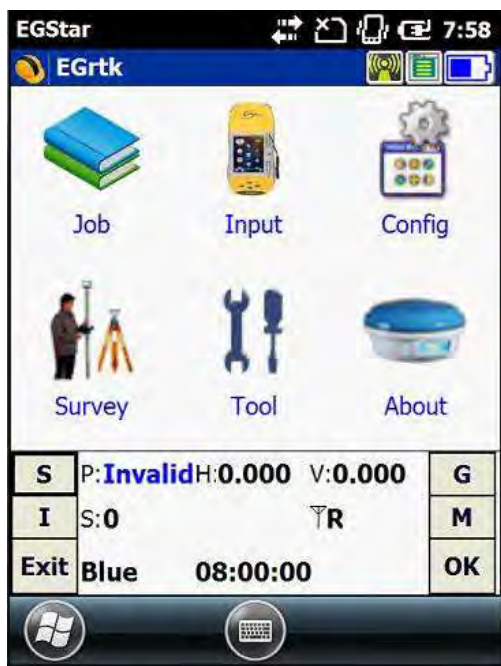 EGStar 7:58
EGrtk
Job Input Config
Survey Tool About
S P:Invalid H:0.000 V:0.000 G
I S:0 R M
Exit Blue 08:00:00 OK